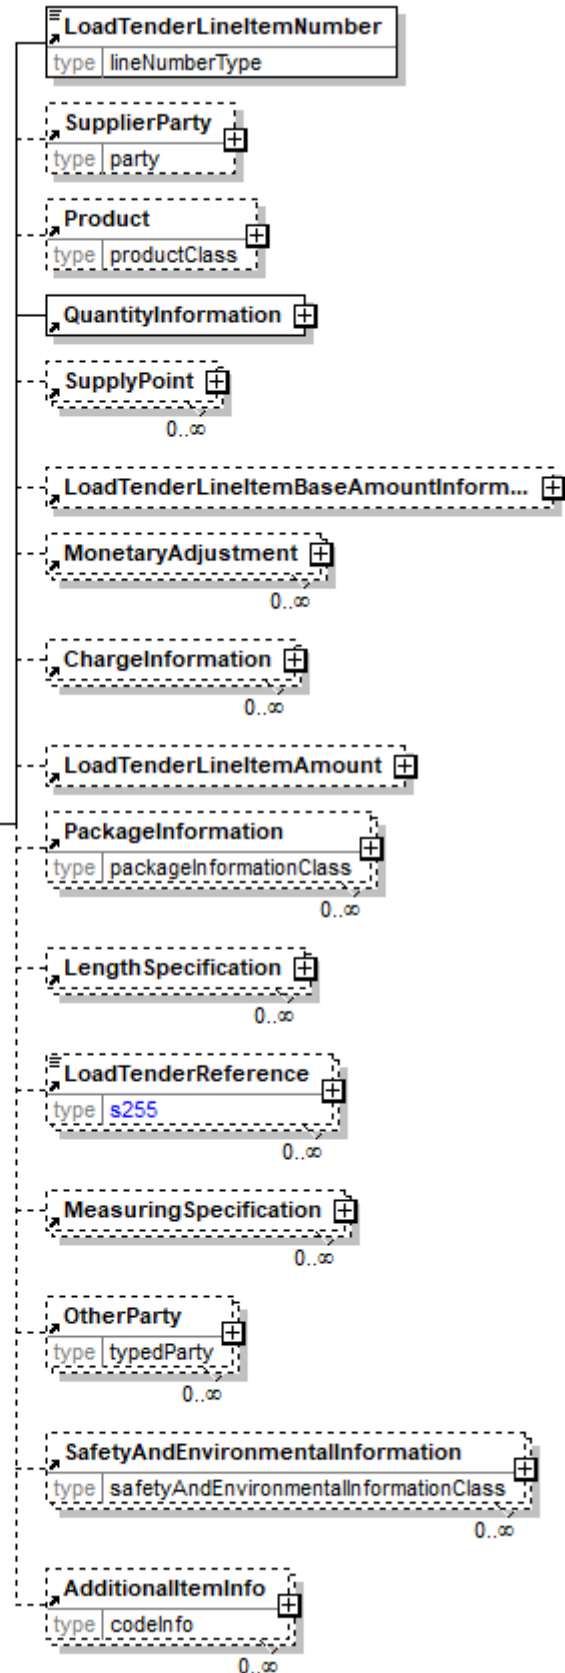 LoadTenderLineItemNumber
type lineNumberType
SupplierParty
type party
Product
type productClass
QuantityInformation
SupplyPoint
0..∞
LoadTenderLineItemBaseAmountInform...
MonetaryAdjustment
0..∞
ChargeInformation
0..∞
LoadTenderLineItemAmount
PackageInformation
type packageInformationClass
0..∞
LengthSpecification
0..∞
LoadTenderReference
type s255
0..∞
MeasuringSpecification
0..∞
OtherParty
type typedParty
0..∞
SafetyAndEnvironmentalInformation
type safetyAndEnvironmentalInformationClass
0..∞
AdditionalItemInfo
type codeInfo
0..∞